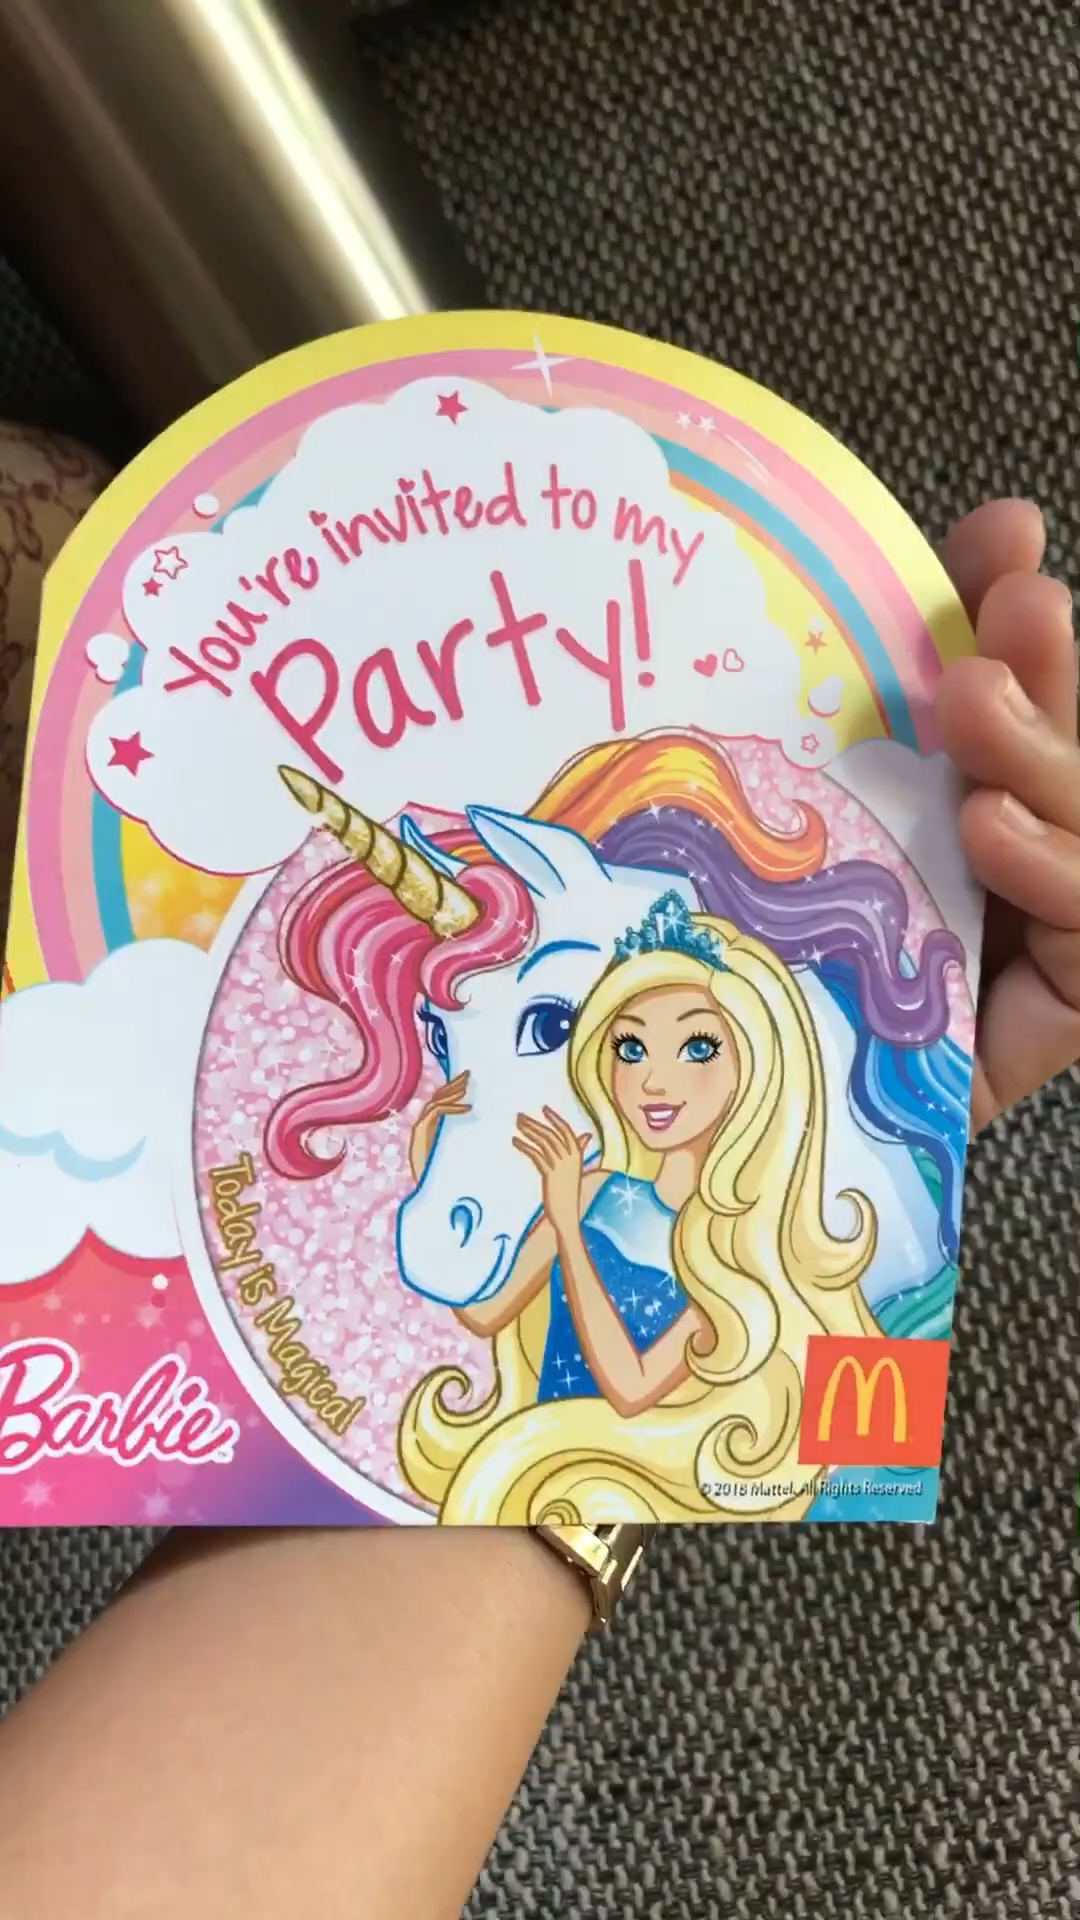 You're invited to my
Party!
Today is Magical
Barbie
M
© 2018 Mattel. All Rights Reserved